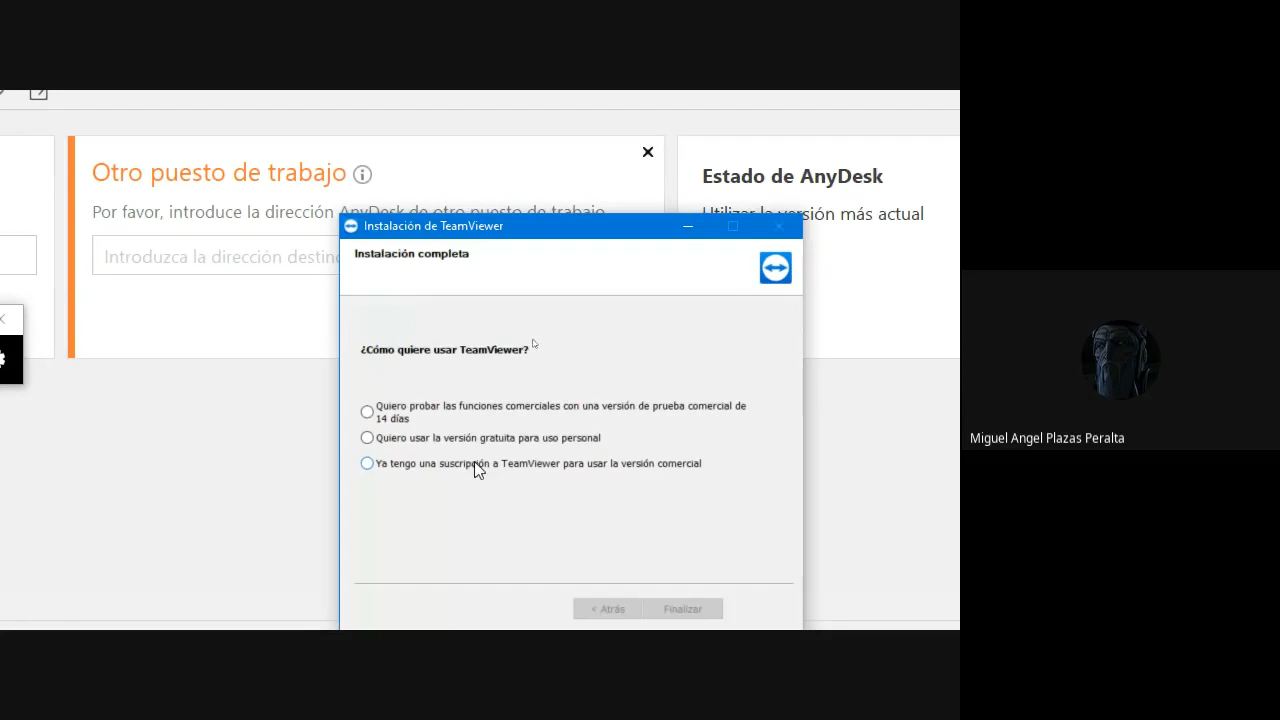 Otro puesto de trabajo
Por favor, introduce la dirección AnyDesk de otro puesto de trabajo
Introduzca la dirección
Estado de AnyDesk
Utilizar la versión más actual
Instalación de TeamViewer
Instalación completa
¿Cómo quiere usar TeamViewer?
Quiero probar las funciones comerciales con una versión de prueba comercial de
14 días
Quiero usar la versión gratuita para uso personal
Ya tengo una suscripción a TeamViewer para usar la versión comercial
< Atrás
Finalizar
Miguel Angel Plazas Peralta